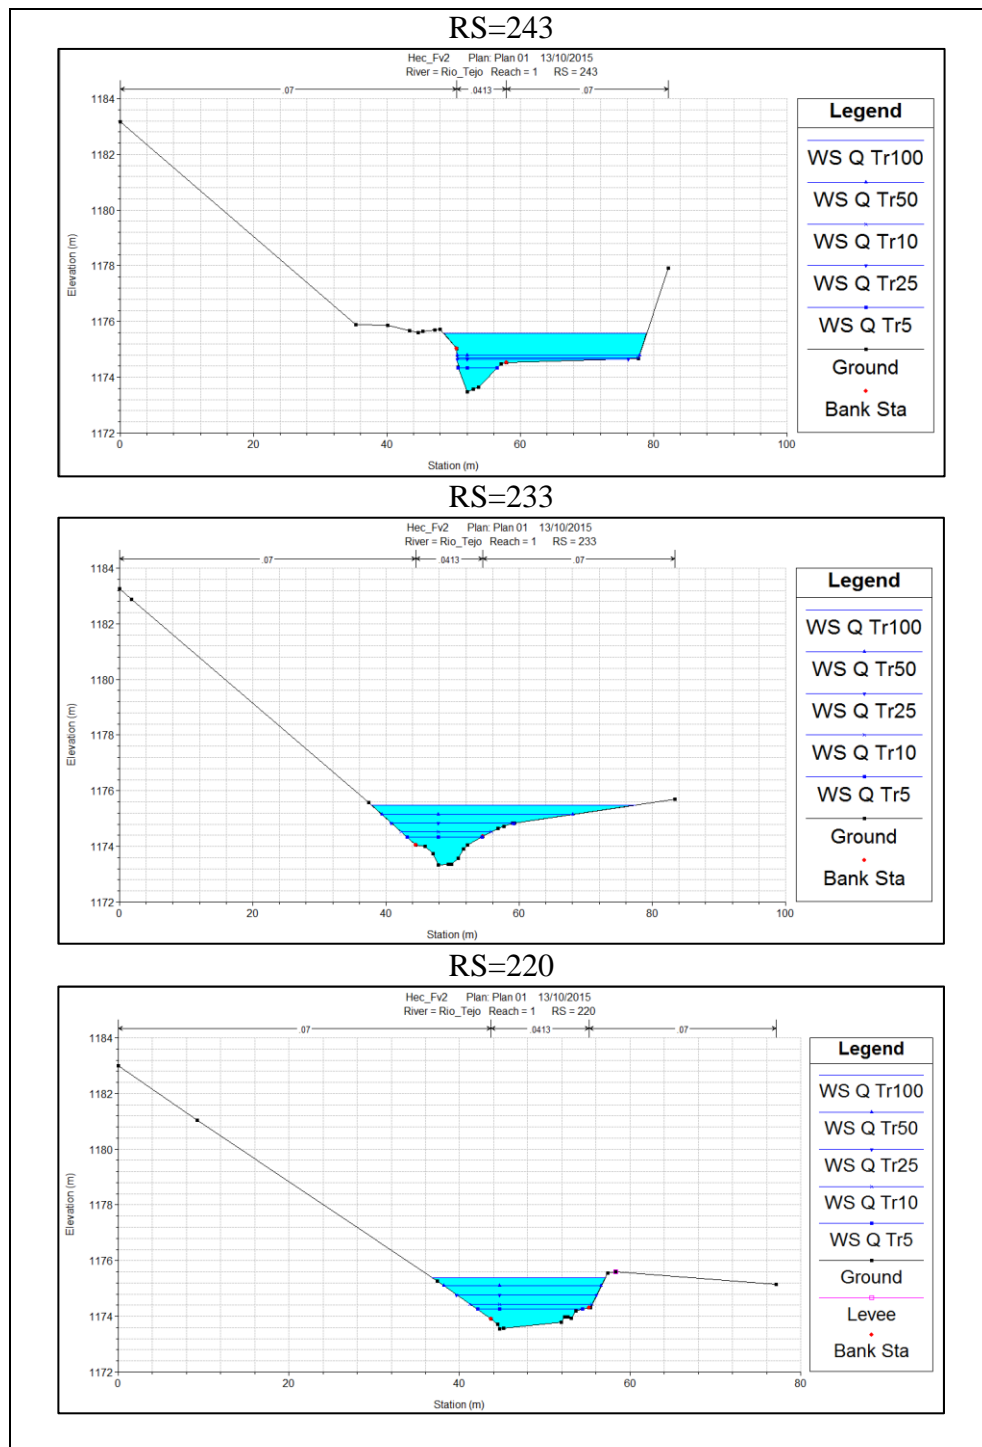 RS=243
Hec_Fv2 Plan: Plan 01 13/10/2015
River = Rio_Tejo Reach = 1 RS = 243
.07 .0413 .07
1184
1182
1180
1178
1176
1174
1172
Elevation (m)
0 20 40 60 80 100
Station (m)
Legend
WS Q Tr100
WS Q Tr50
WS Q Tr10
WS Q Tr25
WS Q Tr5
Ground
Bank Sta
RS=233
Hec_Fv2 Plan: Plan 01 13/10/2015
River = Rio_Tejo Reach = 1 RS = 233
.07 .0413 .07
1184
1182
1180
1178
1176
1174
1172
Elevation (m)
0 20 40 60 80 100
Station (m)
Legend
WS Q Tr100
WS Q Tr50
WS Q Tr25
WS Q Tr10
WS Q Tr5
Ground
Bank Sta
RS=220
Hec_Fv2 Plan: Plan 01 13/10/2015
River = Rio_Tejo Reach = 1 RS = 220
.07 .0413 .07
1184
1182
1180
1178
1176
1174
1172
Elevation (m)
0 20 40 60 80
Station (m)
Legend
WS Q Tr100
WS Q Tr50
WS Q Tr25
WS Q Tr10
WS Q Tr5
Ground
Levee
Bank Sta